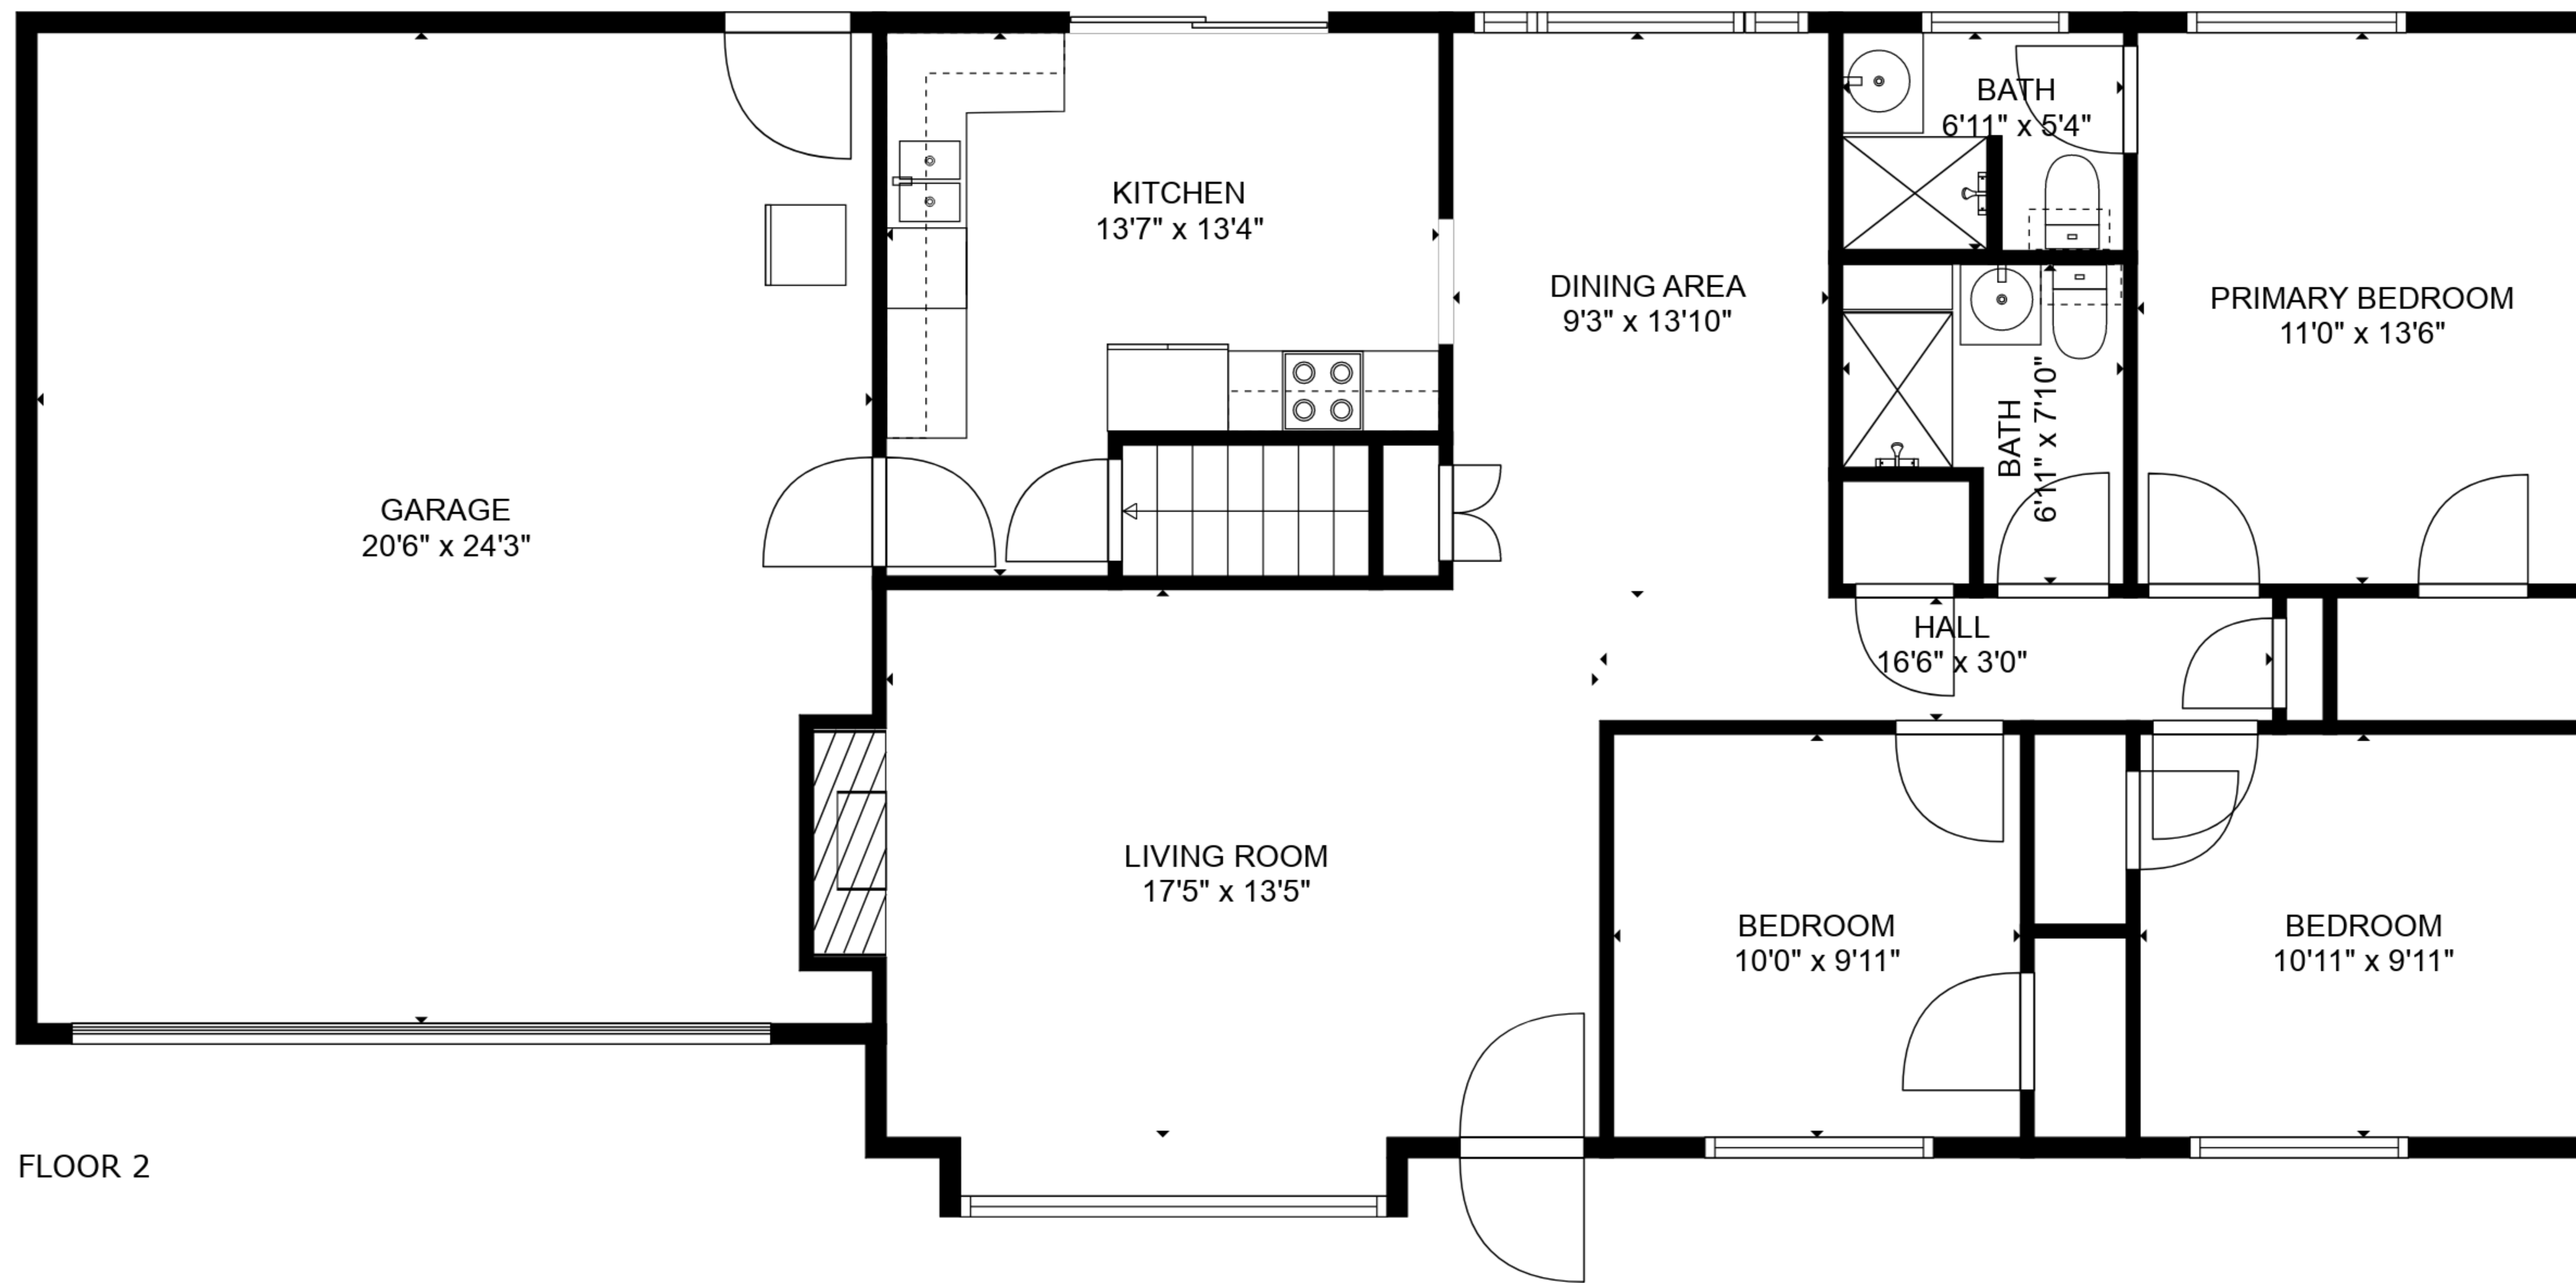 BATH
6'11" x 5'4"
KITCHEN
13'7" x 13'4"
DINING AREA
9'3" x 13'10"
PRIMARY BEDROOM
11'0" x 13'6"
BATH
6'11" x 7'10"
GARAGE
20'6" x 24'3"
HALL
16'6" x 3'0"
LIVING ROOM
17'5" x 13'5"
BEDROOM
10'0" x 9'11"
BEDROOM
10'11" x 9'11"
FLOOR 2